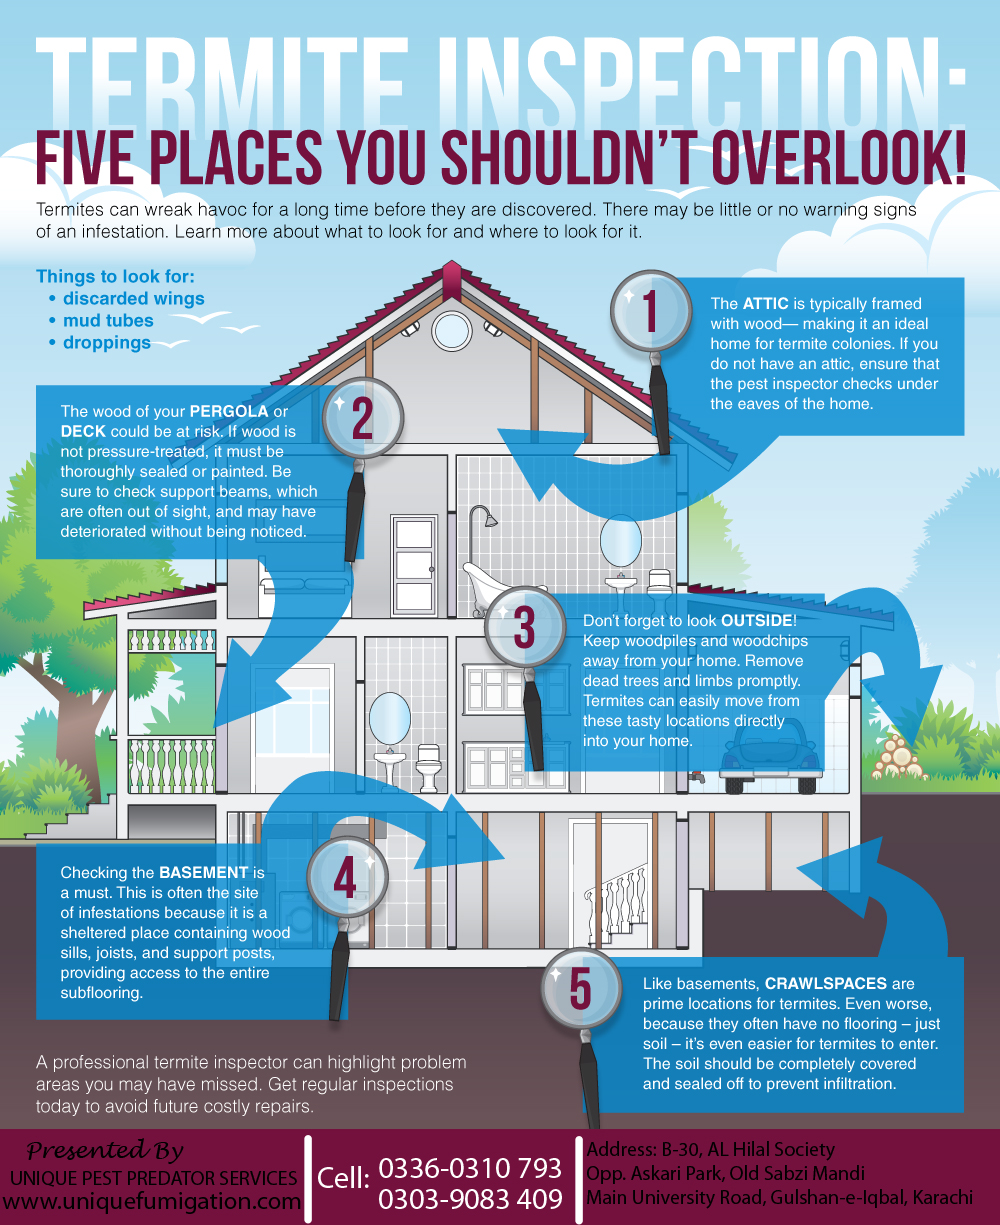 TERMITE INSPECTION:
FIVE PLACES YOU SHOULDN'T OVERLOOK!
Termites can wreak havoc for a long time before they are discovered. There may be little or no warning signs
of an infestation. Learn more about what to look for and where to look for it.
Things to look for:
• discarded wings
• mud tubes
• droppings
1
The ATTIC is typically framed
with wood— making it an ideal
home for termite colonies. If you
do not have an attic, ensure that
the pest inspector checks under
the eaves of the home.
2
The wood of your PERGOLA or
DECK could be at risk. If wood is
not pressure-treated, it must be
thoroughly sealed or painted. Be
sure to check support beams, which
are often out of sight, and may have
deteriorated without being noticed.
3
Don't forget to look OUTSIDE!
Keep woodpiles and woodchips
away from your home. Remove
dead trees and limbs promptly.
Termites can easily move from
these tasty locations directly
into your home.
4
Checking the BASEMENT is
a must. This is often the site
of infestations because it is a
sheltered place containing wood
sills, joists, and support posts,
providing access to the entire
subflooring.
5
Like basements, CRAWLSPACES are
prime locations for termites. Even worse,
because they often have no flooring – just
soil – it's even easier for termites to enter.
The soil should be completely covered
and sealed off to prevent infiltration.
A professional termite inspector can highlight problem
areas you may have missed. Get regular inspections
today to avoid future costly repairs.
Presented By
UNIQUE PEST PREDATOR SERVICES
www.uniquefumigation.com
Cell: 0336-0310 793
0303-9083 409
Address: B-30, AL Hilal Society
Opp. Askari Park, Old Sabzi Mandi
Main University Road, Gulshan-e-Iqbal, Karachi